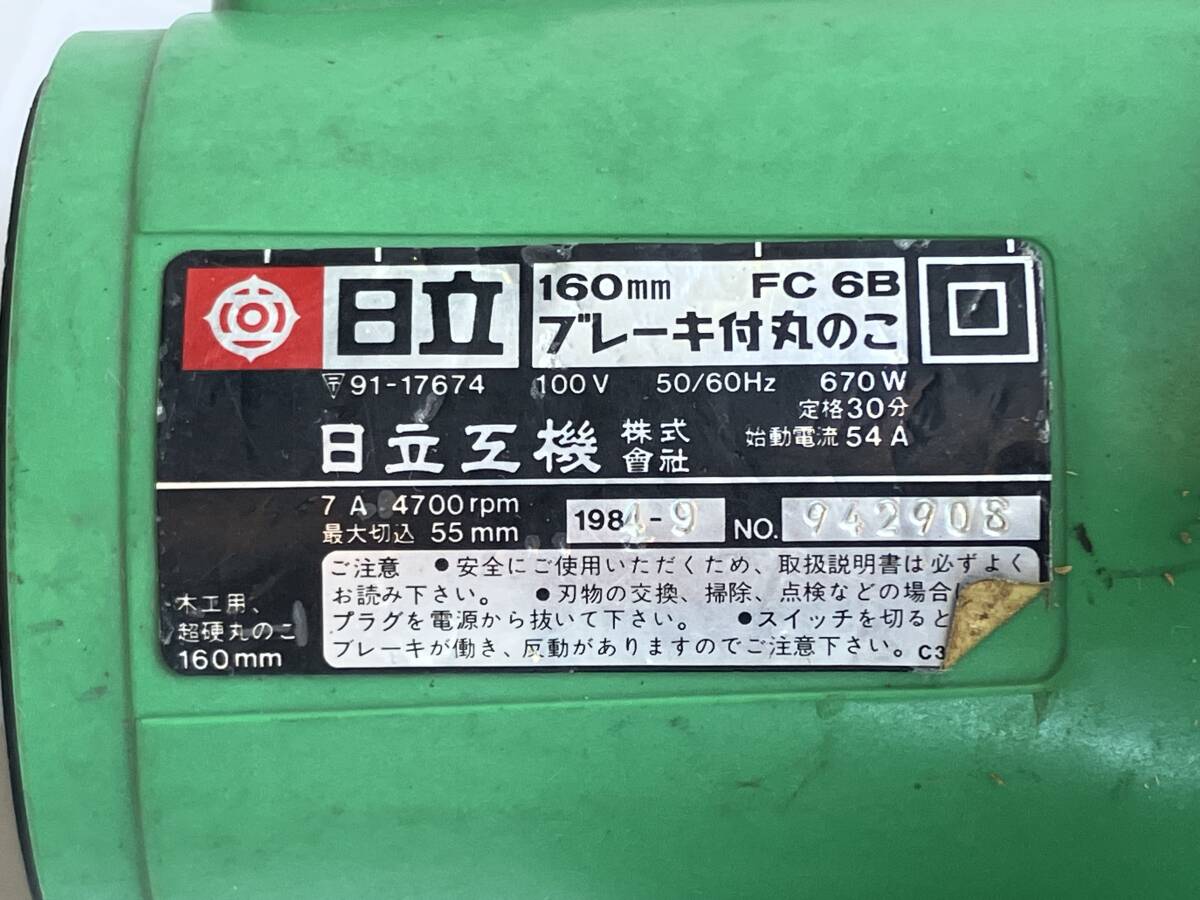 日立
160mm FC 6B
ブレーキ付丸のこ
〒91-17674 100V 50/60Hz 670W
定格30分
日立工機 株式會社
始動電流 54A
7A 4700rpm
最大切込 55mm
1984-9 NO. 942908
ご注意 ●安全にご使用いただくため、取扱説明書は必ずよく
お読み下さい。 ●刃物の交換、掃除、点検などの場合
プラグを電源から抜いて下さい。 ●スイッチを切ると
ブレーキが働き、反動がありますのでご注意下さい。 C3
木工用、
超硬丸のこ
160mm